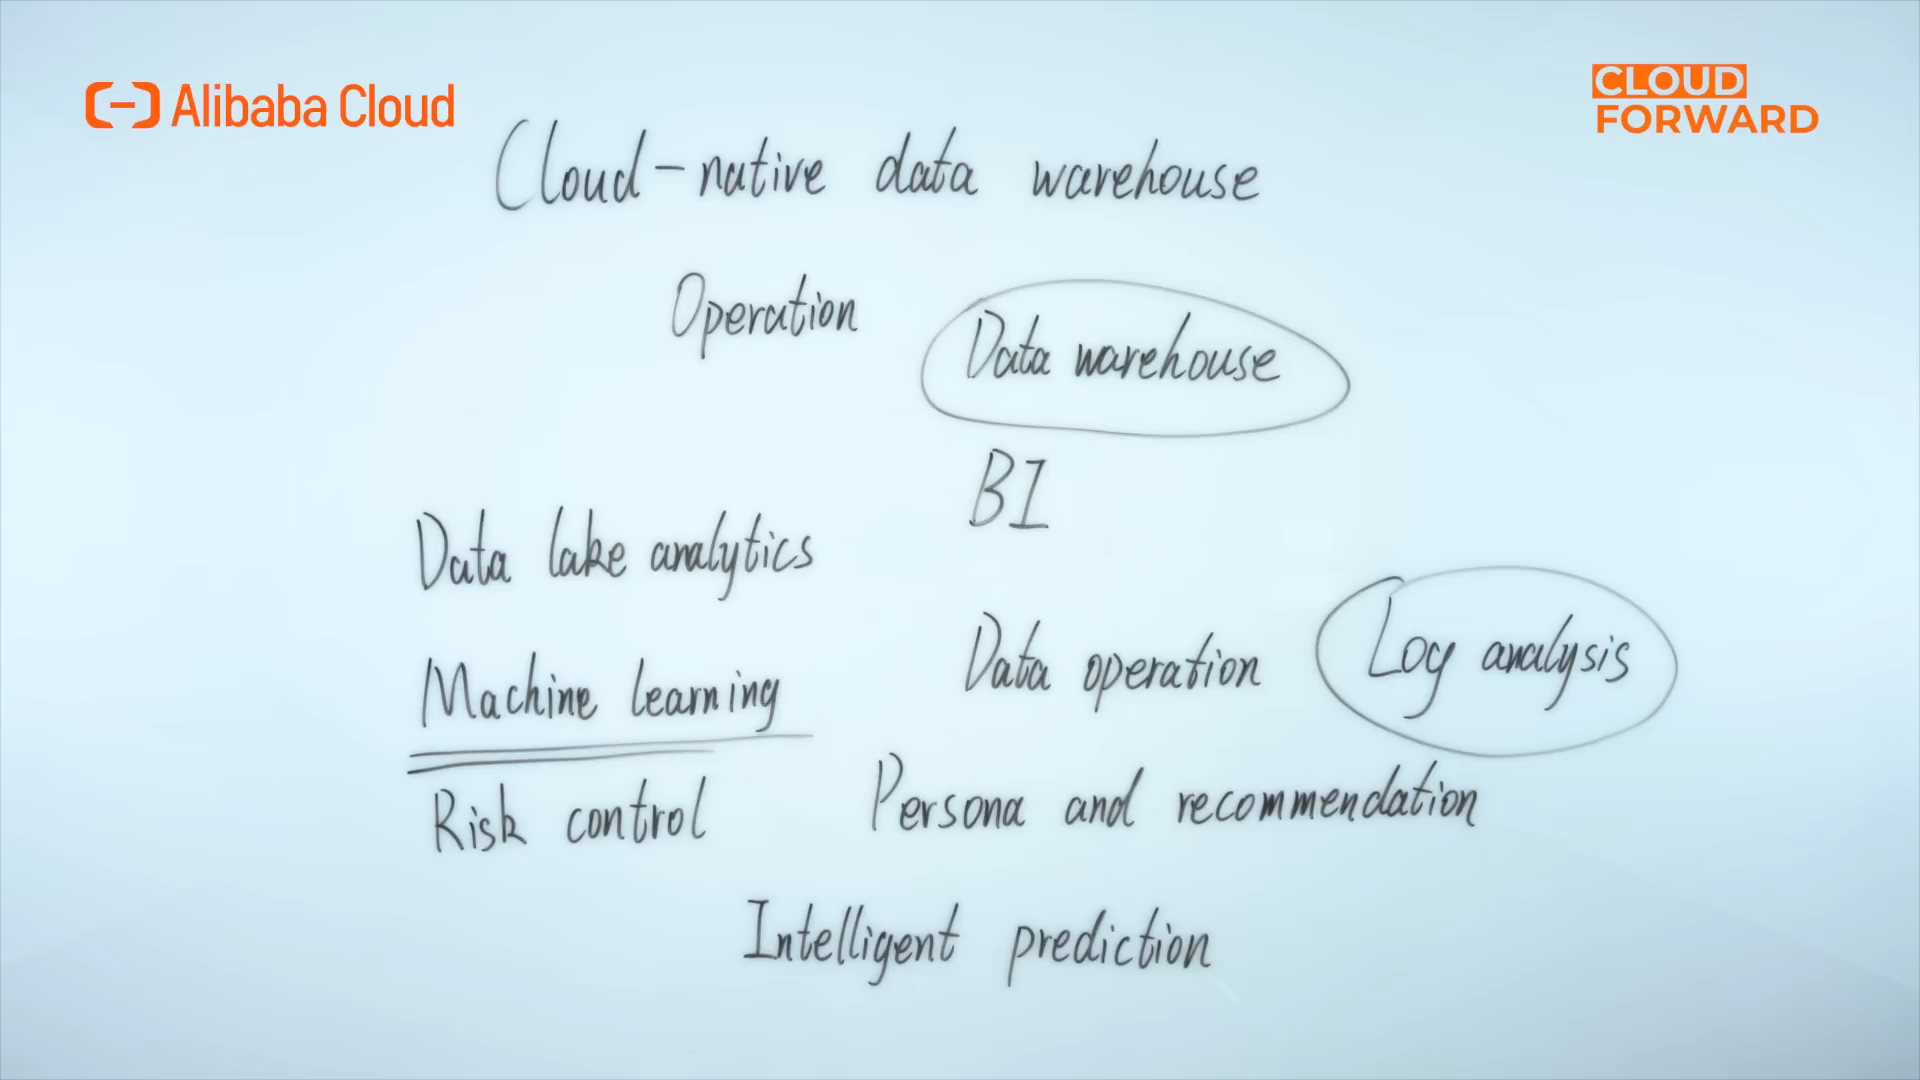 Alibaba Cloud
CLOUD
FORWARD
Cloud-native data warehouse
Operation
Data warehouse
BI
Data lake analytics
Data operation
Log analysis
Machine learning
Risk control
Persona and recommendation
Intelligent prediction